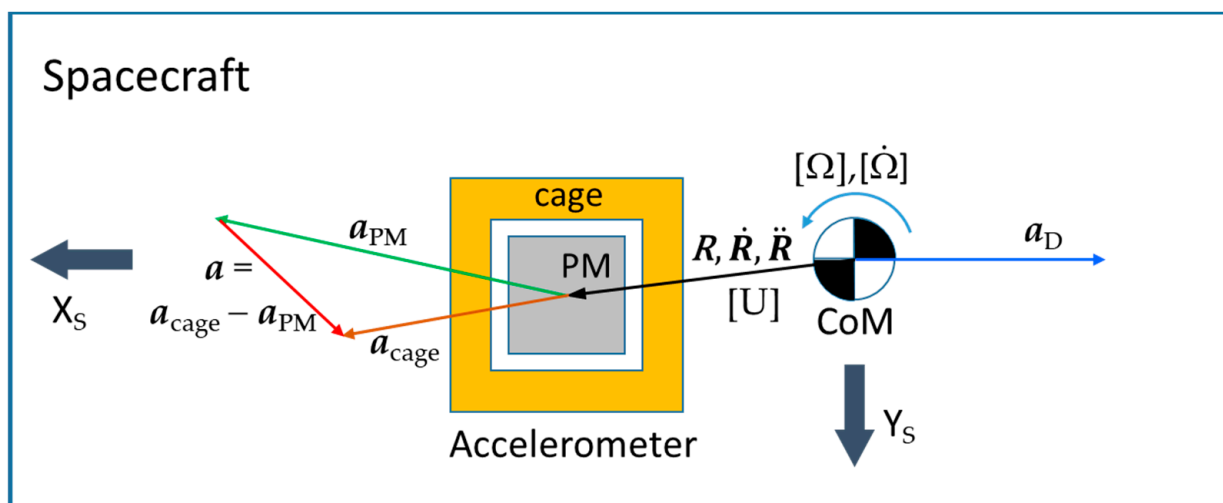 Spacecraft
cage
[Ω],[Ω̇]
a_PM
PM
R, Ṙ, R̈
a_D
a =
a_cage − a_PM
X_S
a_cage
[U]
CoM
Y_S
Accelerometer